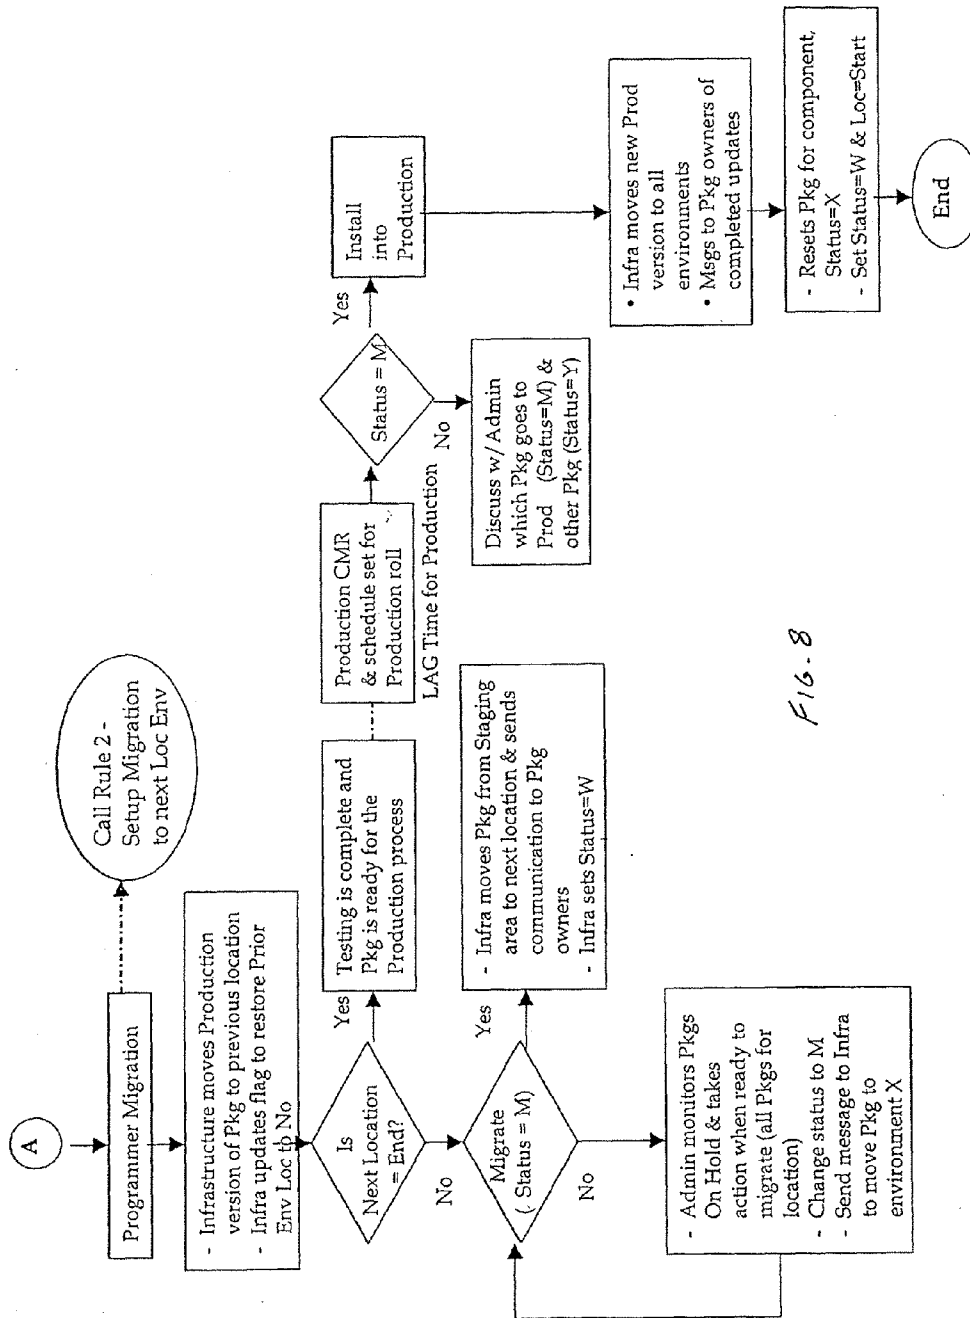 A
Programmer Migration
Call Rule 2 -
Setup Migration
to next Loc Env
- Infrastructure moves Production
version of Pkg to previous location
- Infra updates flag to restore Prior
Env Loc to No
Is
Next Location
= End?
Yes
No
Testing is complete and
Pkg is ready for the
Production process
Production CMR
& schedule set for
Production roll
LAG Time for Production
Status = M
Yes
No
Install
into
Production
Discuss w/Admin
which Pkg goes to
Prod (Status=M) &
other Pkg (Status=Y)
Migrate
( Status = M)
Yes
No
- Infra moves Pkg from Staging
area to next location & sends
communication to Pkg
owners
- Infra sets Status=W
- Admin monitors Pkgs
On Hold & takes
action when ready to
migrate (all Pkgs for
location)
- Change status to M
- Send message to Infra
to move Pkg to
environment X
• Infra moves new Prod
version to all
environments
• Msgs to Pkg owners of
completed updates
- Resets Pkg for component,
Status=X
- Set Status=W & Loc=Start
End
FIG. 8